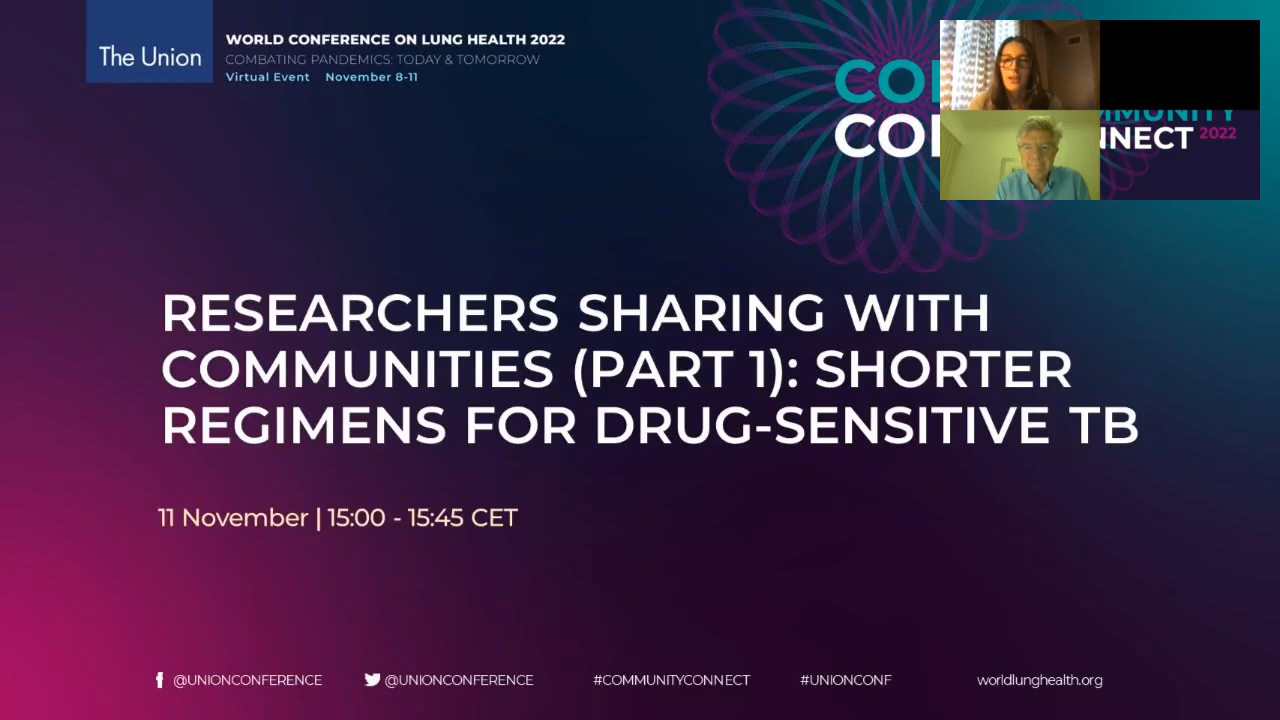 The Union
WORLD CONFERENCE ON LUNG HEALTH 2022
COMBATING PANDEMICS: TODAY & TOMORROW
Virtual Event November 8-11
RESEARCHERS SHARING WITH
COMMUNITIES (PART 1): SHORTER
REGIMENS FOR DRUG-SENSITIVE TB
11 November | 15:00 - 15:45 CET
@UNIONCONFERENCE @UNIONCONFERENCE #COMMUNITYCONNECT #UNIONCONF worldlunghealth.org
2022